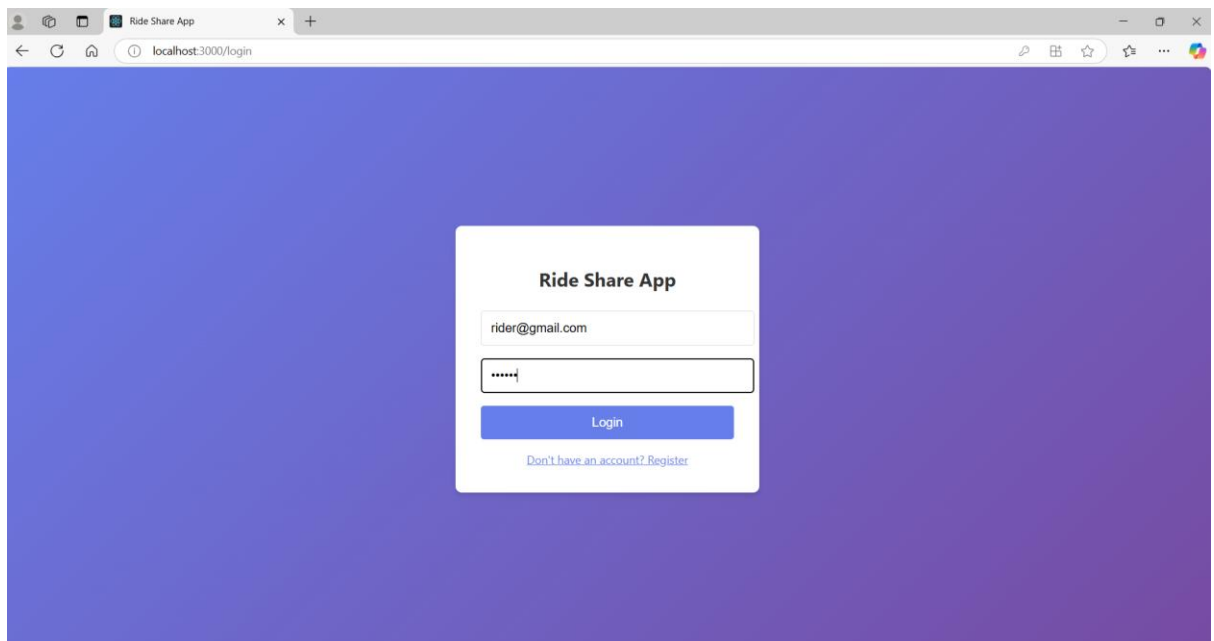 Ride Share App
localhost:3000/login
Ride Share App
rider@gmail.com
••••••
Login
Don't have an account? Register